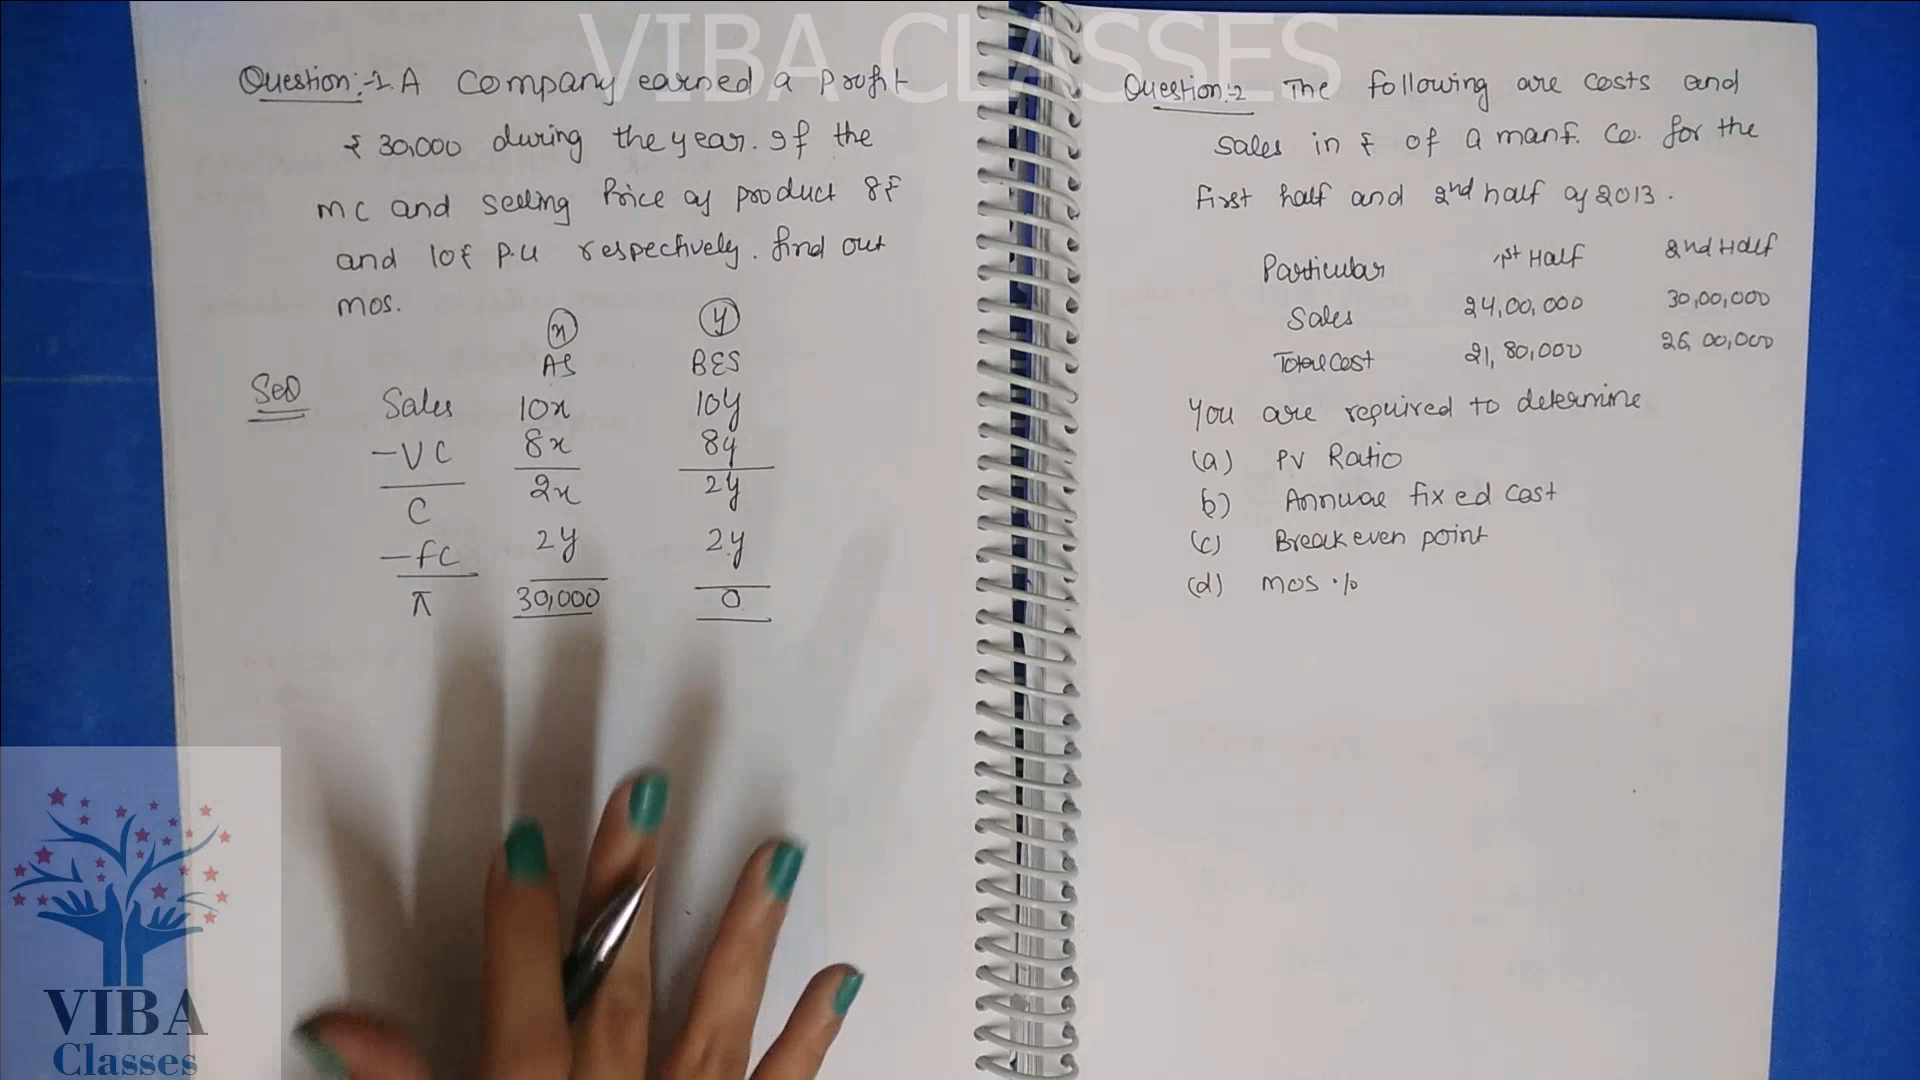 VIBA CLASSES
Question:-1. A Company earned a Profit
₹ 30,000 during the year. If the
MC and Selling Price of product 8₹
and 10₹ P.U respectively. find out
MOS.
x y
AS BES
Sol
Sales 10x 10y
-VC 8x 8y
C 2x 2y
-FC 2y 2y
π 30,000 0
Question:-2 The following are Costs and
Sales in ₹ of a manf. Co. for the
First half and 2nd half of 2013.
Particular 1st Half 2nd Half
Sales 24,00,000 30,00,000
Total Cost 21,80,000 26,00,000
You are required to determine
(a) PV Ratio
b) Annual fixed Cost
(c) Break even point
(d) MOS %
VIBA
Classes